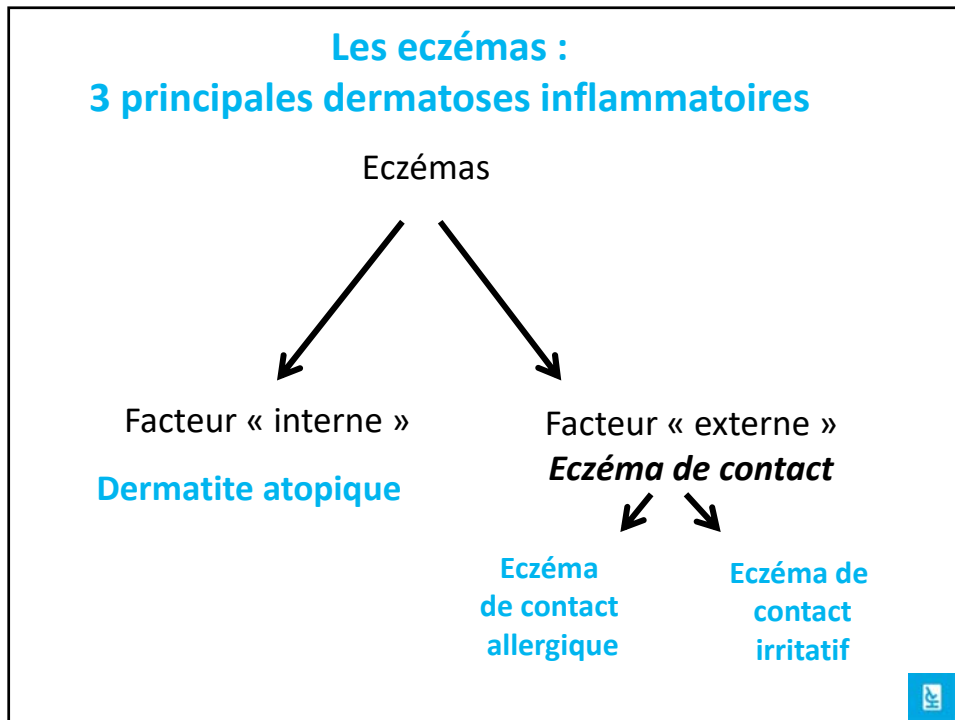 Les eczémas :
3 principales dermatoses inflammatoires
Eczémas
Facteur « interne »
Dermatite atopique
Facteur « externe »
Eczéma de contact
Eczéma
de contact
allergique
Eczéma de
contact
irritatif